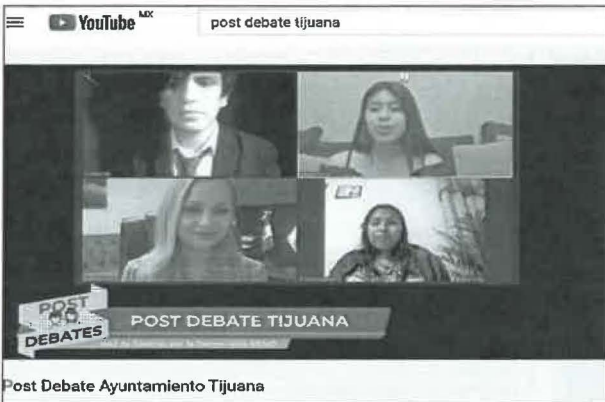 YouTube MX
post debate tijuana
POST
DEBATES
POST DEBATE TIJUANA
Post Debate Ayuntamiento Tijuana